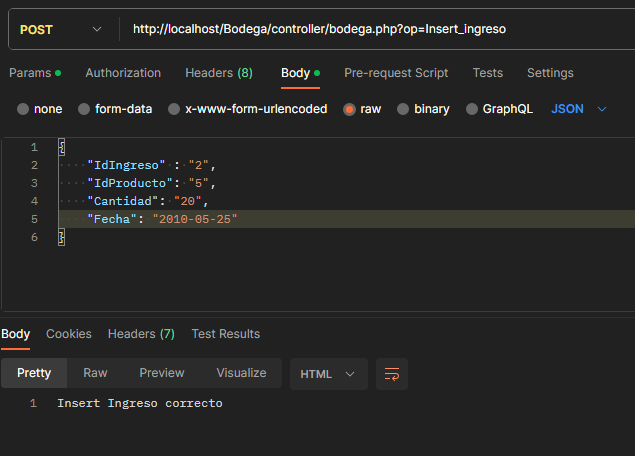 POST http://localhost/Bodega/controller/bodega.php?op=Insert_ingreso
Params Authorization Headers (8) Body Pre-request Script Tests Settings
none form-data x-www-form-urlencoded raw binary GraphQL JSON
1 {
2 "IdIngreso" : "2",
3 "IdProducto": "5",
4 "Cantidad": "20",
5 "Fecha": "2010-05-25"
6 }
Body Cookies Headers (7) Test Results
Pretty Raw Preview Visualize HTML
1 Insert Ingreso correcto